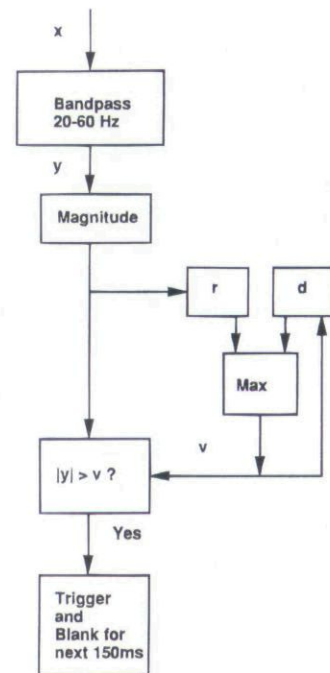 x
Bandpass
20-60 Hz
y
Magnitude
r
d
Max
v
|y| > v ?
Yes
Trigger
and
Blank for
next 150ms